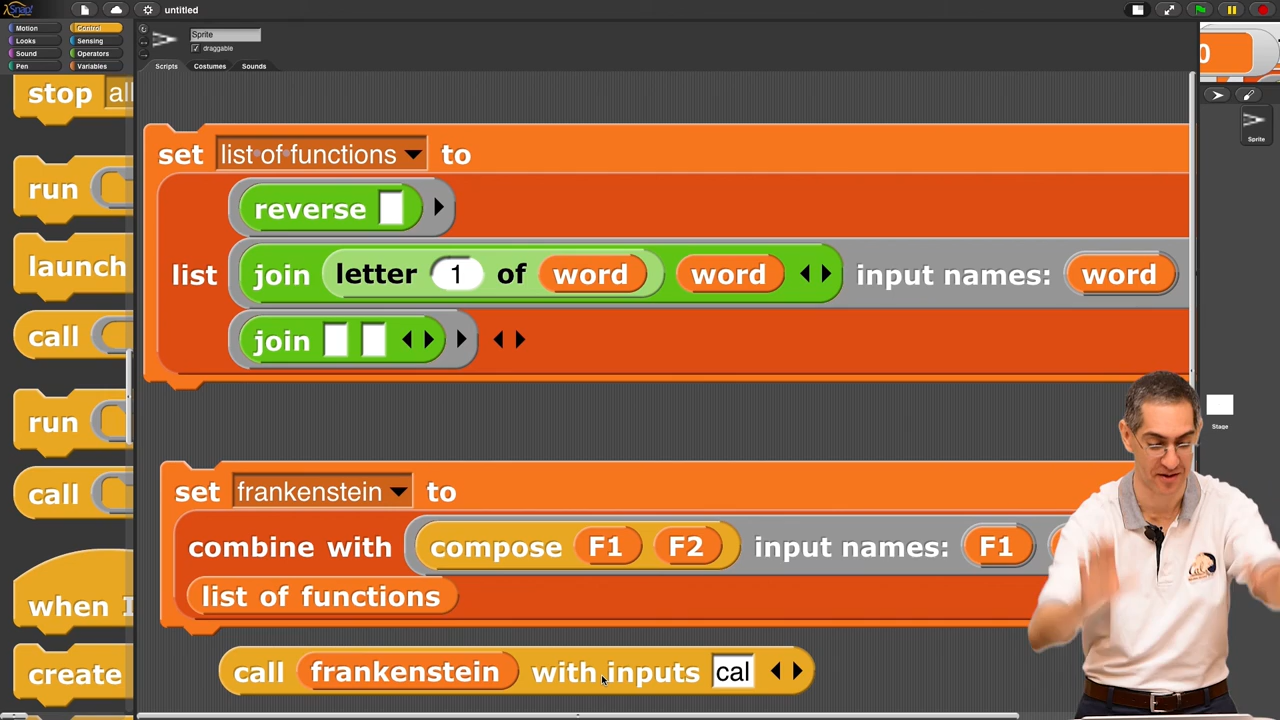 Snap!
untitled
Motion Control
Looks Sensing
Sound Operators
Pen Variables
Sprite
draggable
Scripts Costumes Sounds
stop
run
launch
call
run
call
when I
create
set list of functions to
list
reverse
join letter 1 of word word input names: word
join
set frankenstein to
combine with compose F1 F2 input names: F1
list of functions
call frankenstein with inputs cal
0
Sprite
Stage